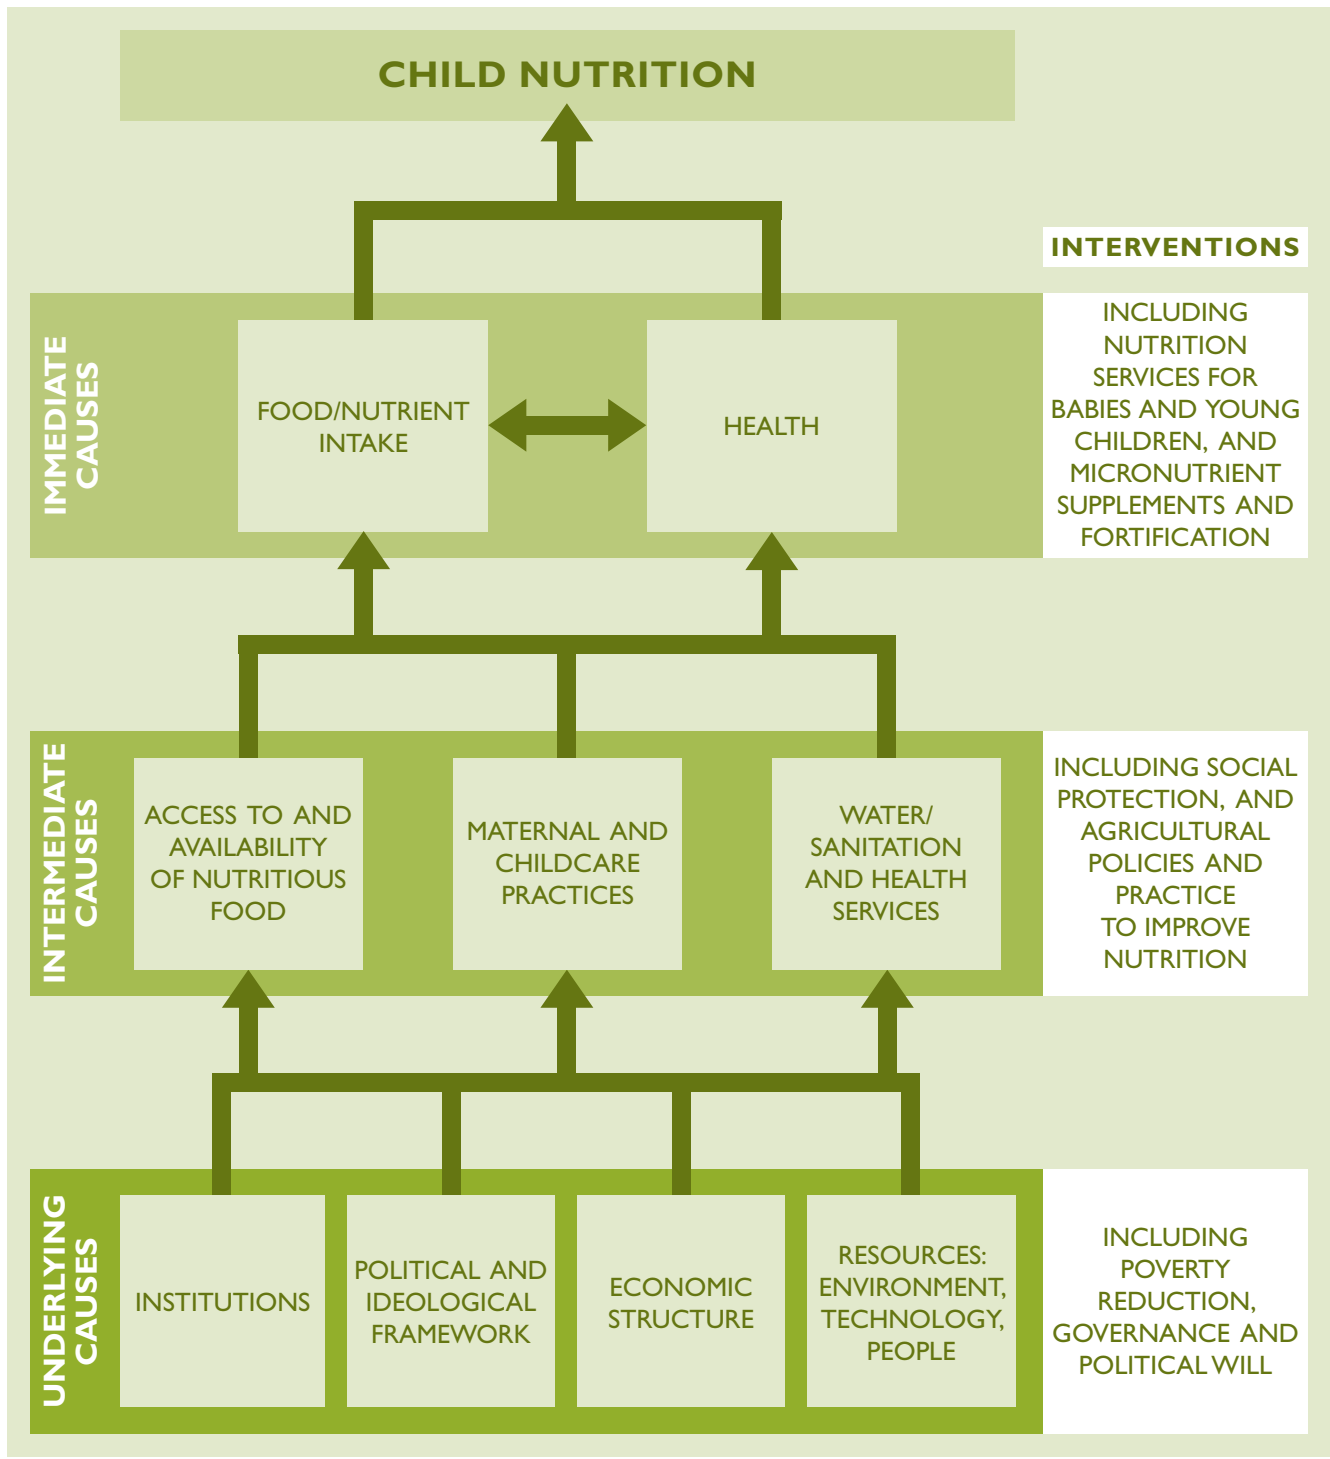 CHILD NUTRITION
INTERVENTIONS
IMMEDIATE
CAUSES
FOOD/NUTRIENT
INTAKE
HEALTH
INCLUDING
NUTRITION
SERVICES FOR
BABIES AND YOUNG
CHILDREN, AND
MICRONUTRIENT
SUPPLEMENTS AND
FORTIFICATION
INTERMEDIATE
CAUSES
ACCESS TO AND
AVAILABILITY
OF NUTRITIOUS
FOOD
MATERNAL AND
CHILDCARE
PRACTICES
WATER/
SANITATION
AND HEALTH
SERVICES
INCLUDING SOCIAL
PROTECTION, AND
AGRICULTURAL
POLICIES AND
PRACTICE
TO IMPROVE
NUTRITION
UNDERLYING
CAUSES
INSTITUTIONS
POLITICAL AND
IDEOLOGICAL
FRAMEWORK
ECONOMIC
STRUCTURE
RESOURCES:
ENVIRONMENT,
TECHNOLOGY,
PEOPLE
INCLUDING
POVERTY
REDUCTION,
GOVERNANCE AND
POLITICAL WILL